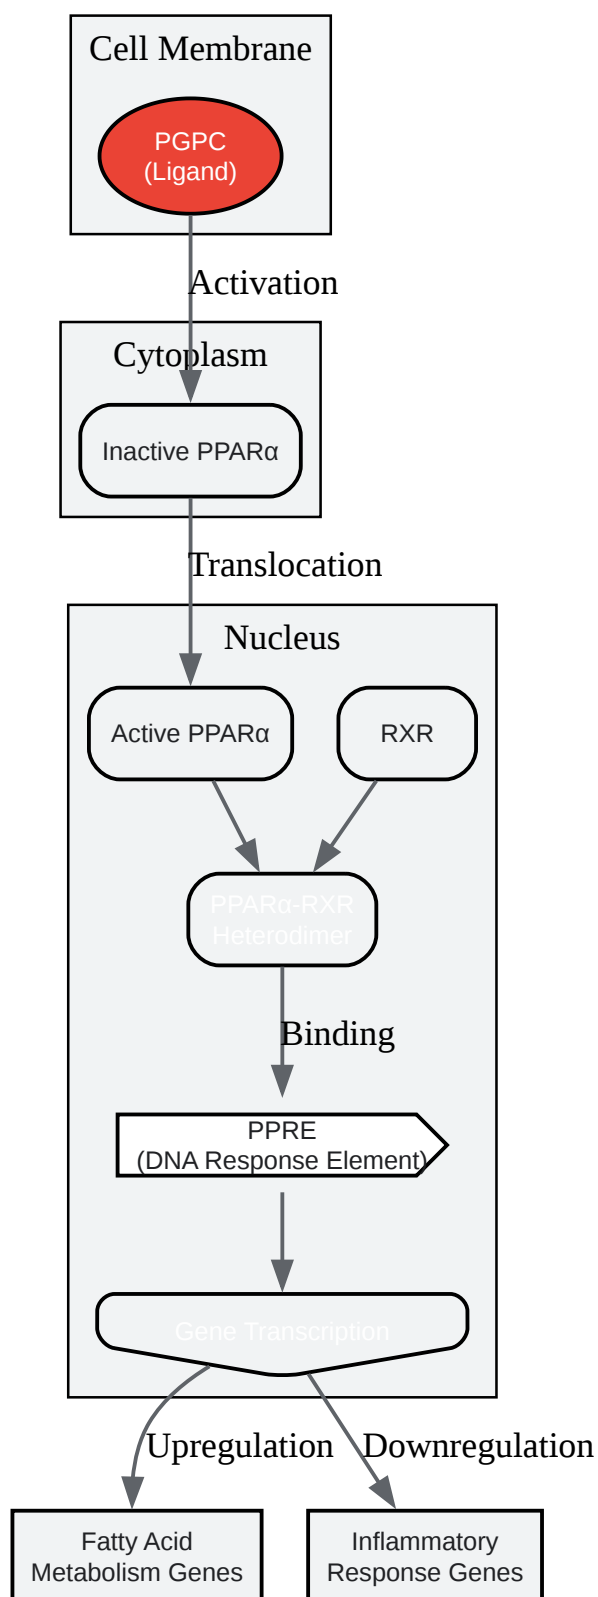 Cell Membrane
PGPC
(Ligand)
Activation
Cytoplasm
Inactive PPARα
Translocation
Nucleus
Active PPARα
RXR
PPARα-RXR
Heterodimer
Binding
PPRE
(DNA Response Element)
Gene Transcription
Upregulation
Downregulation
Fatty Acid
Metabolism Genes
Inflammatory
Response Genes